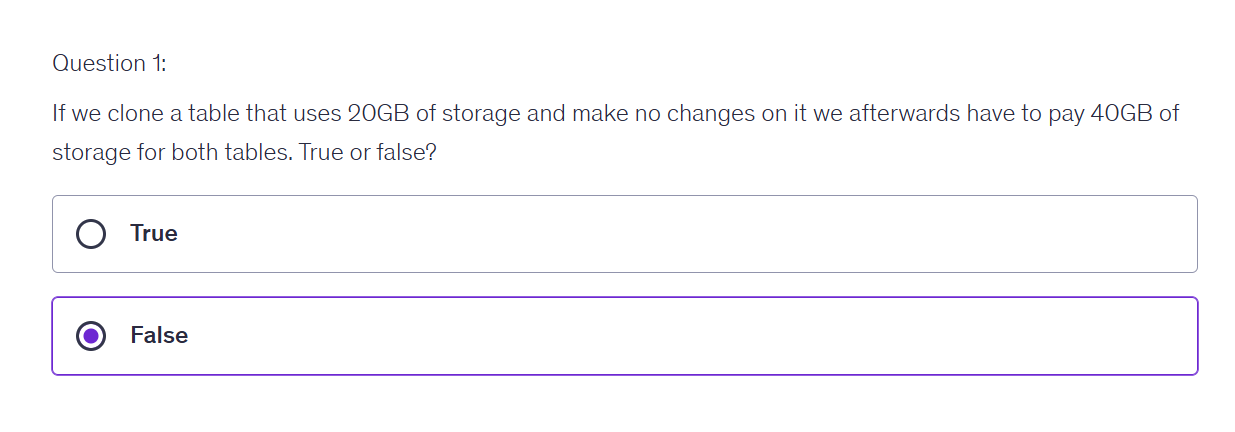 Question 1:
If we clone a table that uses 20GB of storage and make no changes on it we afterwards have to pay 40GB of
storage for both tables. True or false?
True
False